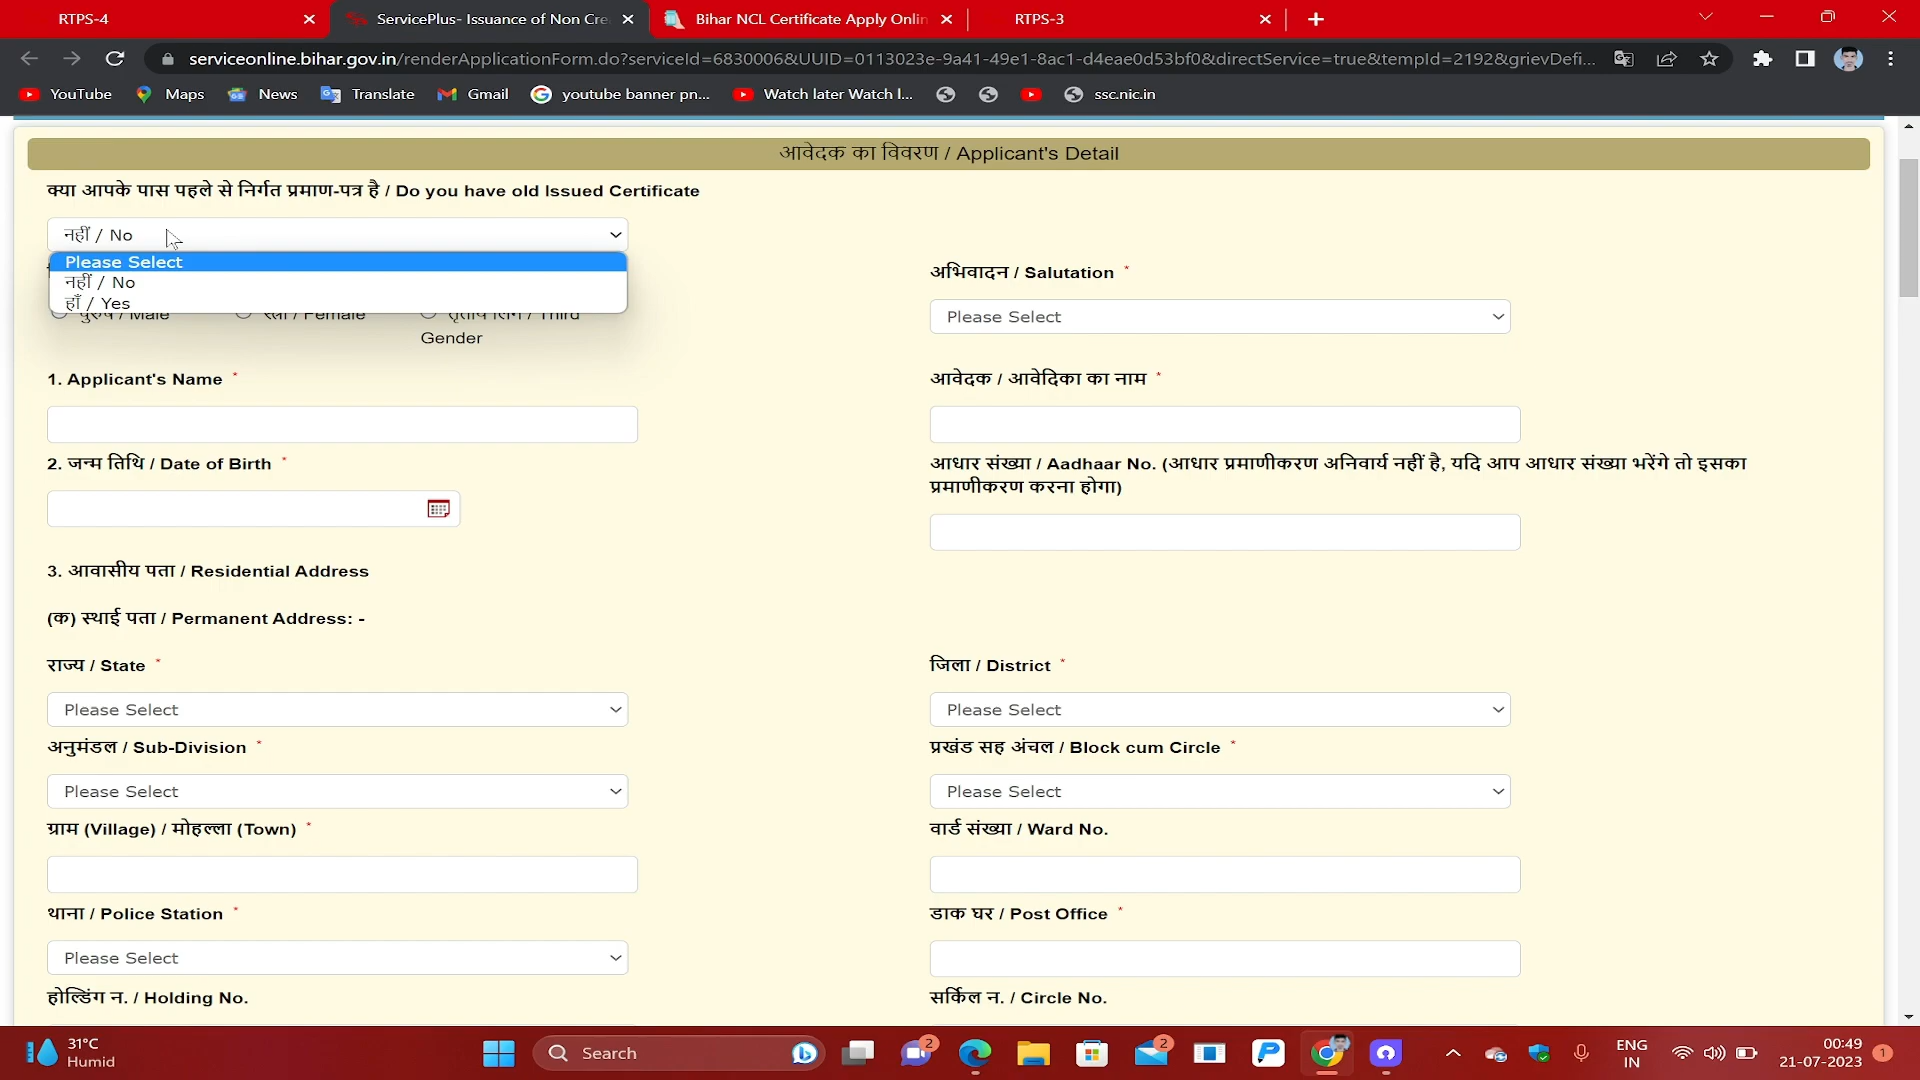 RTPS-4
ServicePlus- Issuance of Non Cre
Bihar NCL Certificate Apply Onlin
RTPS-3
serviceonline.bihar.gov.in/renderApplicationForm.do?serviceId=6830006&UUID=0113023e-9a41-49e1-8ac1-d4eae0d53bf0&directService=true&tempId=2192&grievDefi...
YouTube
Maps
News
Translate
Gmail
youtube banner pn...
Watch later Watch l...
ssc.nic.in
आवेदक का विवरण / Applicant's Detail
क्या आपके पास पहले से निर्गत प्रमाण-पत्र है / Do you have old Issued Certificate
नहीं / No
Please Select
नहीं / No
हाँ / Yes
अभिवादन / Salutation *
पुरुष / Male
स्त्री / Female
तृतीय लिंग / Third
Gender
Please Select
1. Applicant's Name *
आवेदक / आवेदिका का नाम *
2. जन्म तिथि / Date of Birth *
आधार संख्या / Aadhaar No. (आधार प्रमाणीकरण अनिवार्य नहीं है, यदि आप आधार संख्या भरेंगे तो इसका
प्रमाणीकरण करना होगा)
3. आवासीय पता / Residential Address
(क) स्थाई पता / Permanent Address: -
राज्य / State *
जिला / District *
Please Select
Please Select
अनुमंडल / Sub-Division *
प्रखंड सह अंचल / Block cum Circle *
Please Select
Please Select
ग्राम (Village) / मोहल्ला (Town) *
वार्ड संख्या / Ward No.
थाना / Police Station *
डाक घर / Post Office *
Please Select
होल्डिंग न. / Holding No.
सर्किल न. / Circle No.
31°C
Humid
Search
2
2
ENG
IN
00:49
21-07-2023
1